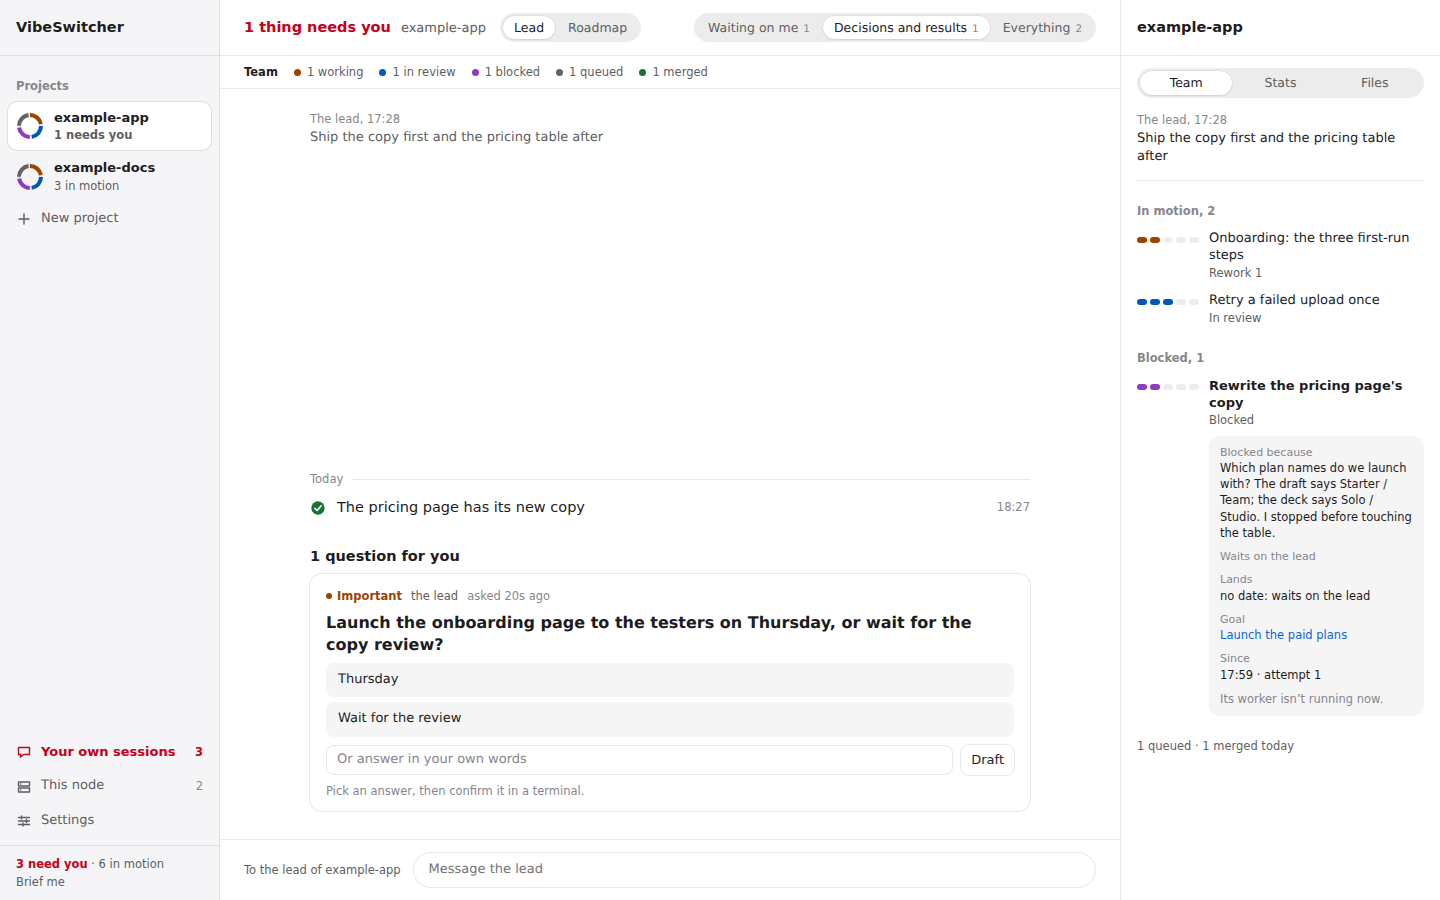 VibeSwitcher
Projects
example-app
1 needs you
example-docs
3 in motion
New project
Your own sessions 3
This node 2
Settings
3 need you · 6 in motion
Brief me
1 thing needs you example-app Lead Roadmap Waiting on me 1 Decisions and results 1 Everything 2
Team 1 working 1 in review 1 blocked 1 queued 1 merged
The lead, 17:28
Ship the copy first and the pricing table after
Today
The pricing page has its new copy 18:27
1 question for you
Important the lead asked 20s ago
Launch the onboarding page to the testers on Thursday, or wait for the
copy review?
Thursday
Wait for the review
Or answer in your own words Draft
Pick an answer, then confirm it in a terminal.
To the lead of example-app Message the lead
example-app
Team Stats Files
The lead, 17:28
Ship the copy first and the pricing table
after
In motion, 2
Onboarding: the three first-run
steps
Rework 1
Retry a failed upload once
In review
Blocked, 1
Rewrite the pricing page's
copy
Blocked
Blocked because
Which plan names do we launch
with? The draft says Starter /
Team; the deck says Solo /
Studio. I stopped before touching
the table.
Waits on the lead
Lands
no date: waits on the lead
Goal
Launch the paid plans
Since
17:59 · attempt 1
Its worker isn’t running now.
1 queued · 1 merged today